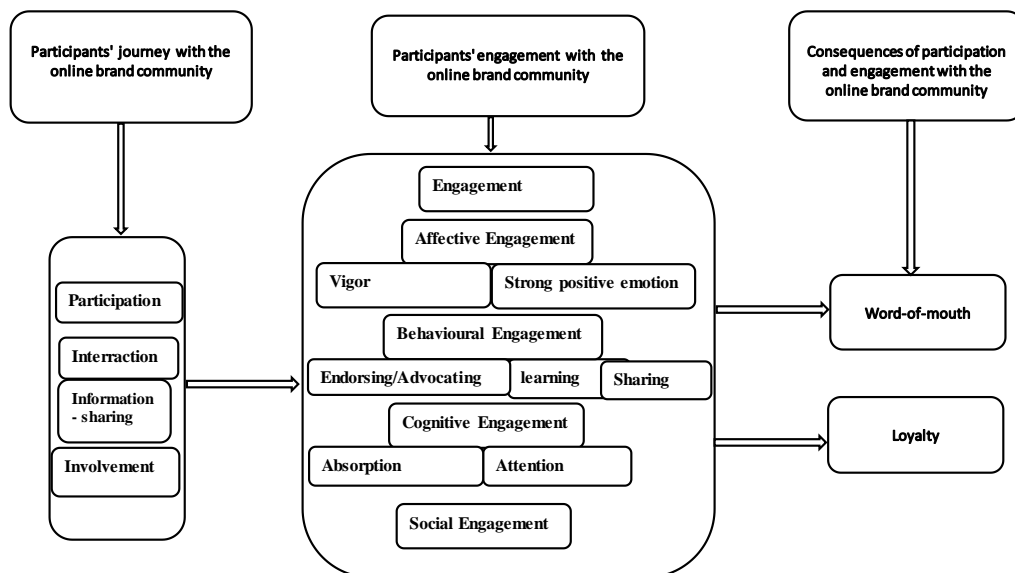 Participants' journey with the
online brand community
Participants' engagement with the
online brand community
Consequences of participation
and engagement with the
online brand community
Participation
Interraction
Information
- sharing
Involvement
Engagement
Affective Engagement
Vigor
Strong positive emotion
Behavioural Engagement
Endorsing/Advocating
learning
Sharing
Cognitive Engagement
Absorption
Attention
Social Engagement
Word-of-mouth
Loyalty